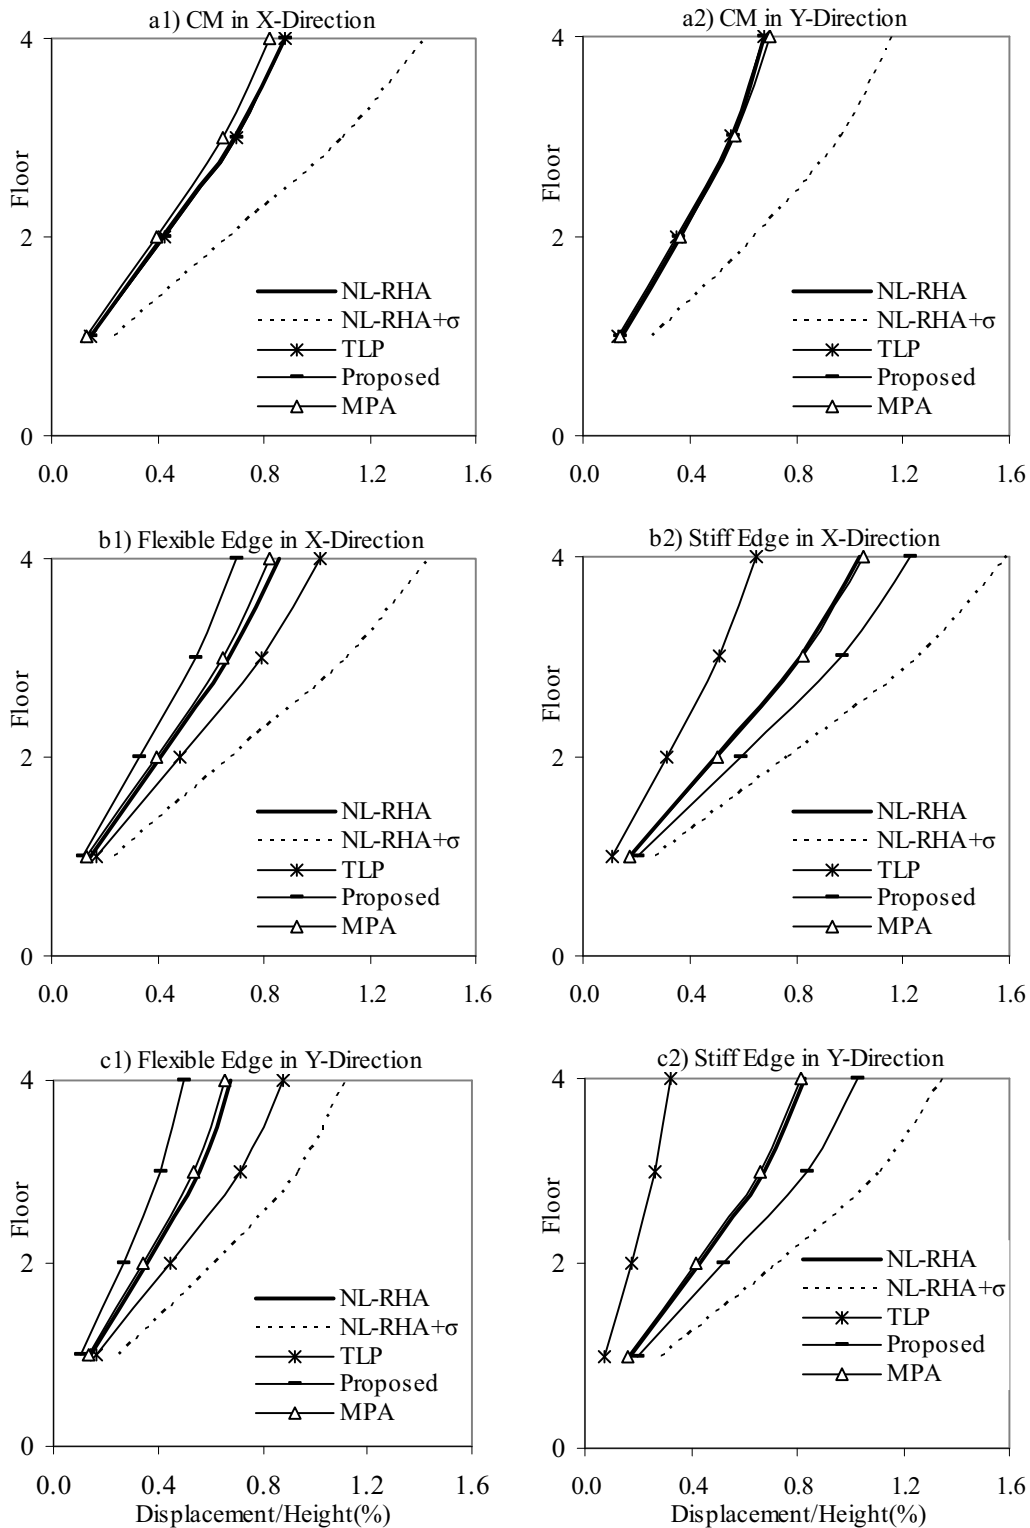 a1) CM in X-Direction
4
2
0
Floor
0.0 0.4 0.8 1.2 1.6
NL-RHA
NL-RHA+σ
TLP
Proposed
MPA
a2) CM in Y-Direction
4
2
0
Floor
0.0 0.4 0.8 1.2 1.6
NL-RHA
NL-RHA+σ
TLP
Proposed
MPA
b1) Flexible Edge in X-Direction
4
2
0
Floor
0.0 0.4 0.8 1.2 1.6
NL-RHA
NL-RHA+σ
TLP
Proposed
MPA
b2) Stiff Edge in X-Direction
4
2
0
Floor
0.0 0.4 0.8 1.2 1.6
NL-RHA
NL-RHA+σ
TLP
Proposed
MPA
c1) Flexible Edge in Y-Direction
4
2
0
Floor
0.0 0.4 0.8 1.2 1.6
Displacement/Height(%)
NL-RHA
NL-RHA+σ
TLP
Proposed
MPA
c2) Stiff Edge in Y-Direction
4
2
0
Floor
0.0 0.4 0.8 1.2 1.6
Displacement/Height(%)
NL-RHA
NL-RHA+σ
TLP
Proposed
MPA